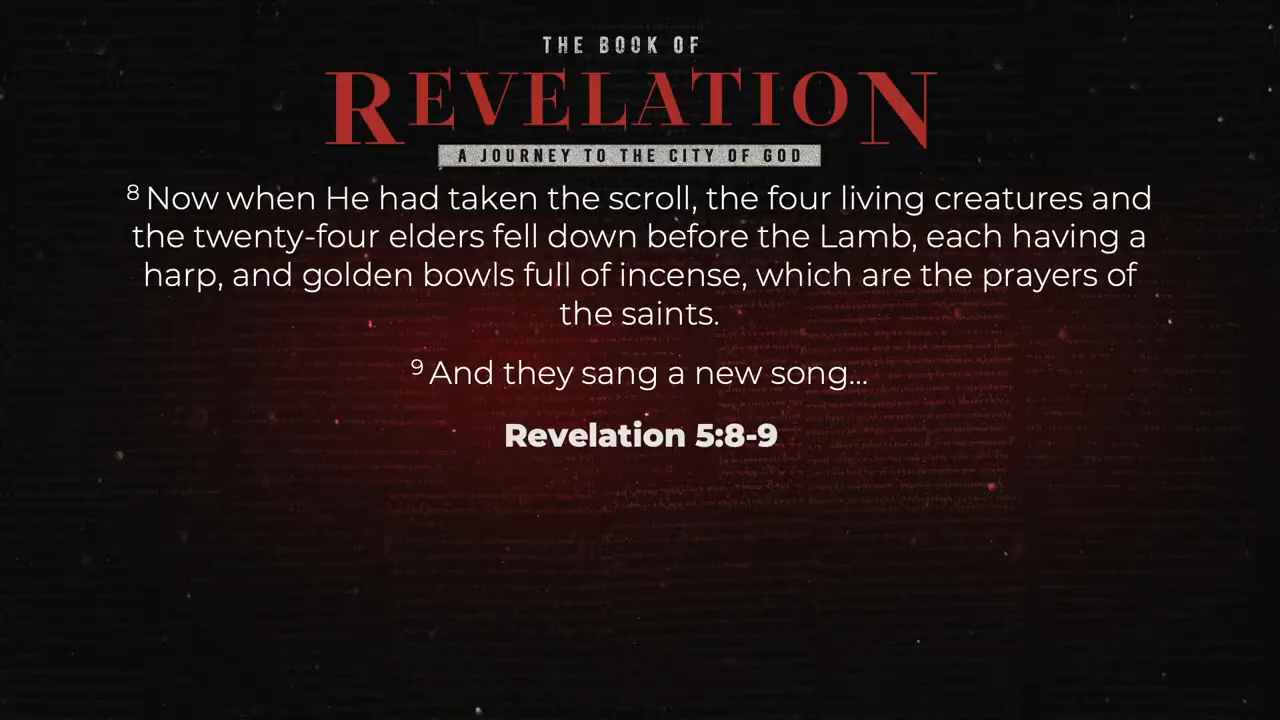 THE BOOK OF
REVELATION
A JOURNEY TO THE CITY OF GOD
8 Now when He had taken the scroll, the four living creatures and
the twenty-four elders fell down before the Lamb, each having a
harp, and golden bowls full of incense, which are the prayers of
the saints.
9 And they sang a new song...
Revelation 5:8-9